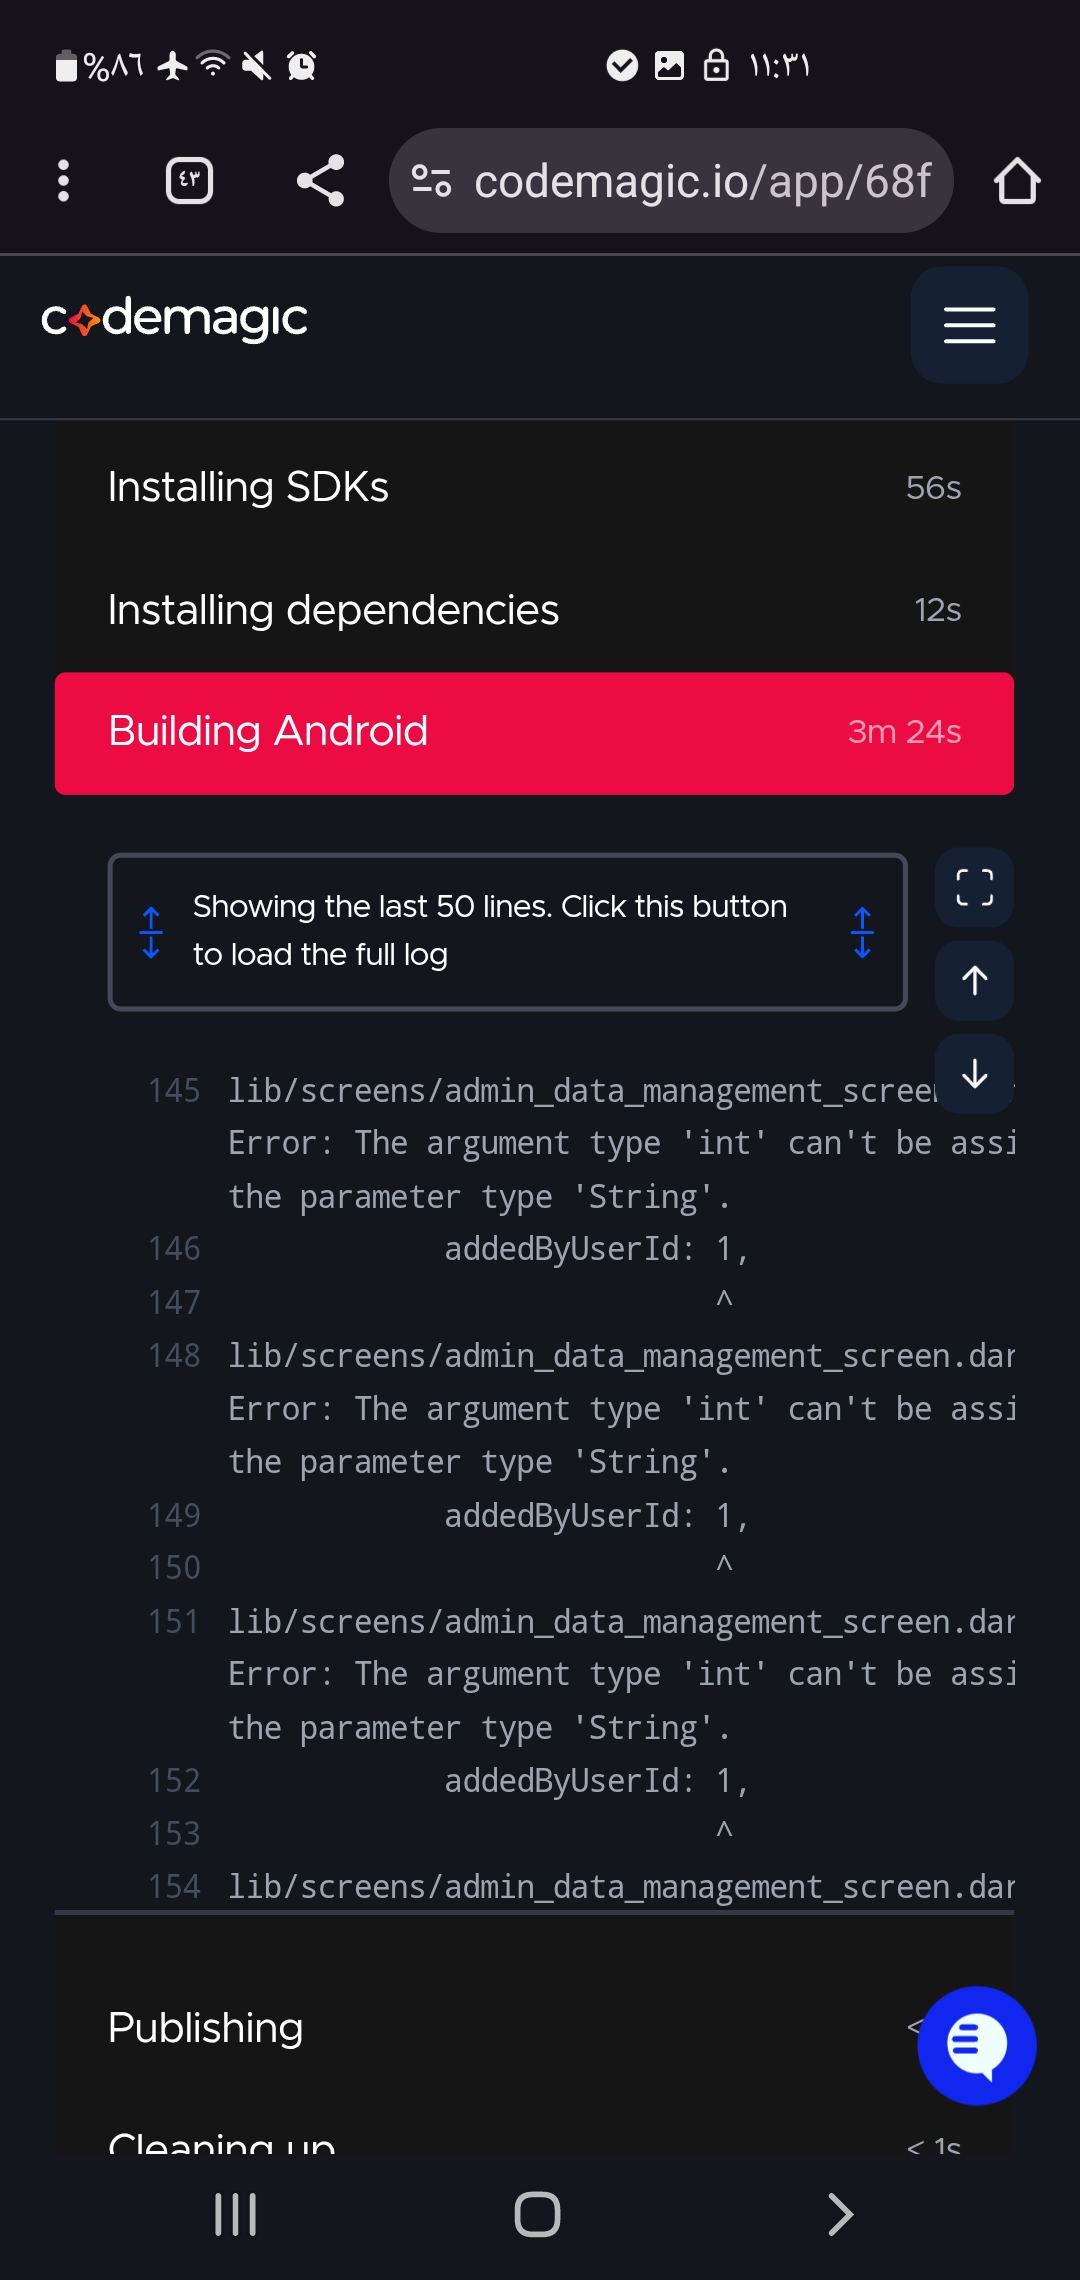 %٨٦
١١:٣١
٤٣
codemagic.io/app/68f
codemagic
Installing SDKs 56s
Installing dependencies 12s
Building Android 3m 24s
Showing the last 50 lines. Click this button
to load the full log
145 lib/screens/admin_data_management_scree
Error: The argument type 'int' can't be assi
the parameter type 'String'.
146 addedByUserId: 1,
147 ^
148 lib/screens/admin_data_management_screen.dar
Error: The argument type 'int' can't be assi
the parameter type 'String'.
149 addedByUserId: 1,
150 ^
151 lib/screens/admin_data_management_screen.dar
Error: The argument type 'int' can't be assi
the parameter type 'String'.
152 addedByUserId: 1,
153 ^
154 lib/screens/admin_data_management_screen.dar
Publishing <
Cleaning up < 1s